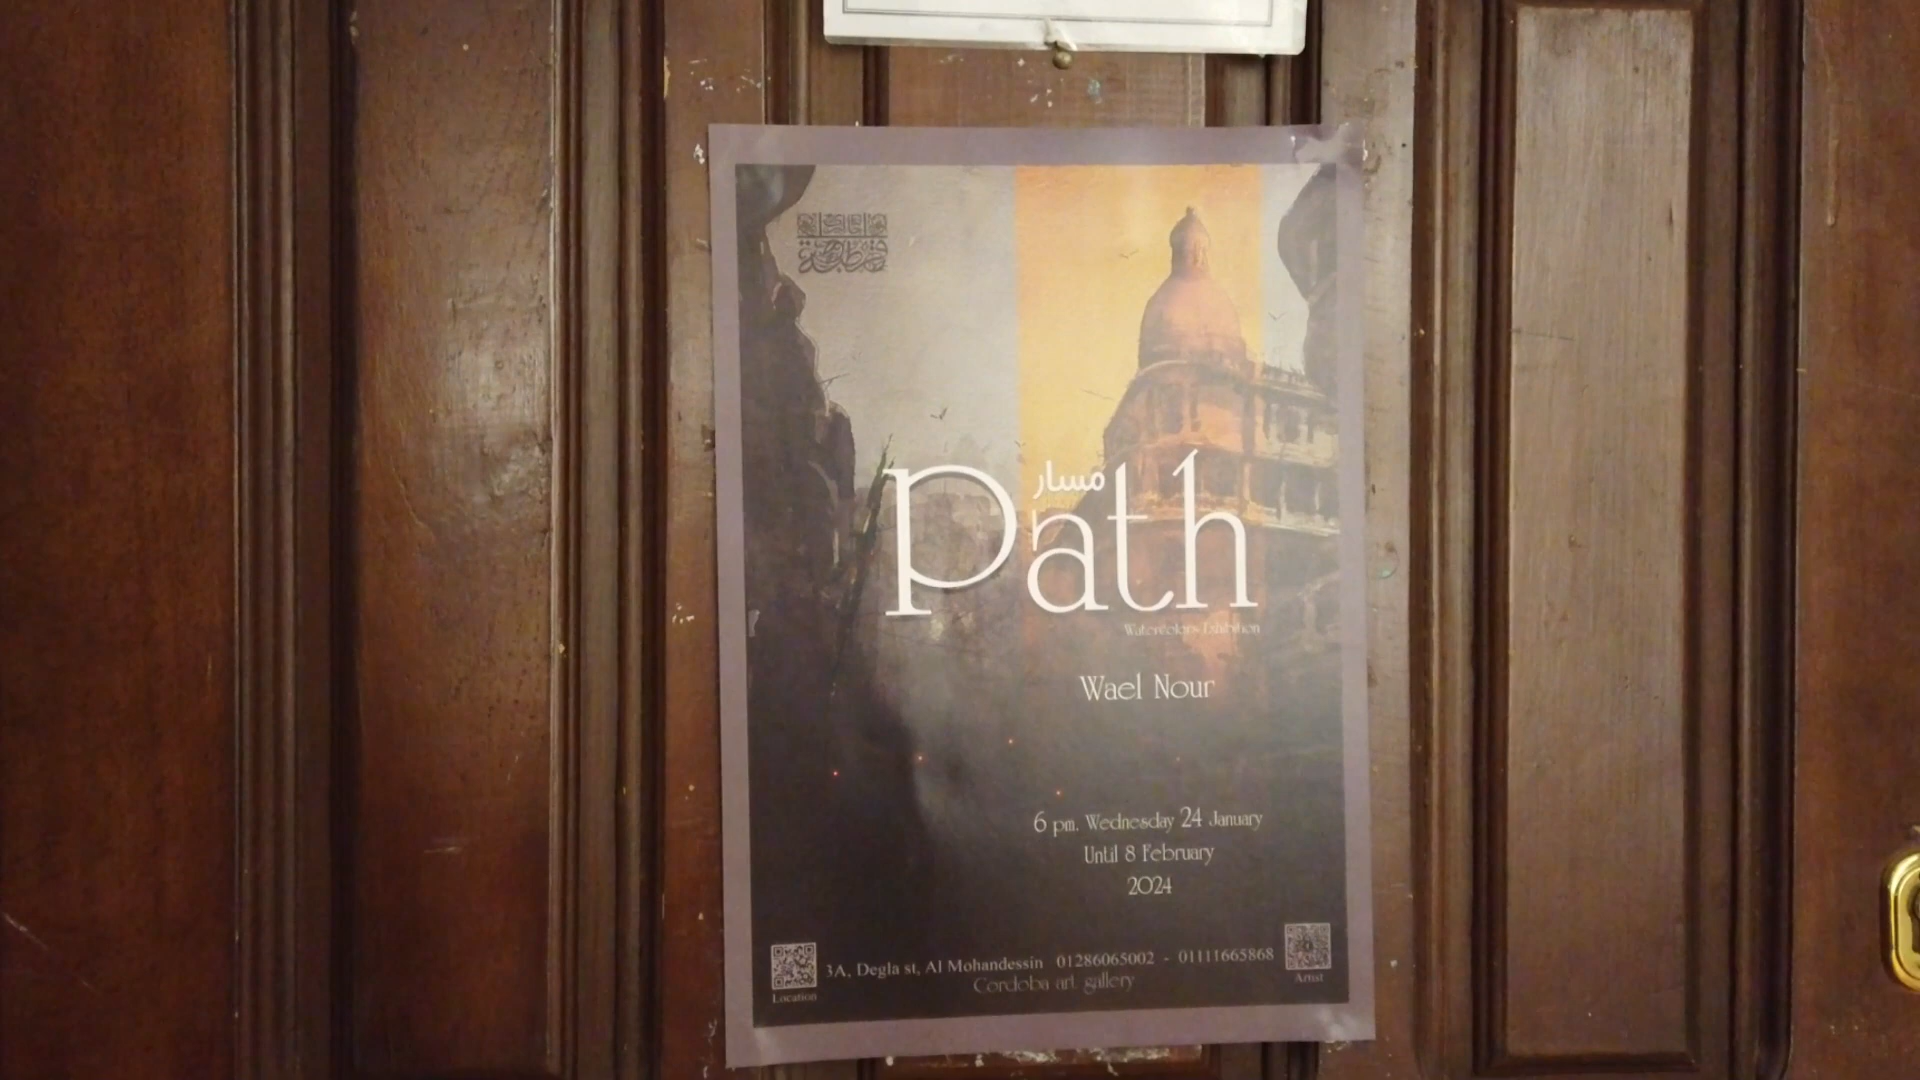 قرطبة
مسار
Path
Watercolors Exhibition
Wael Nour
6 pm. Wednesday 24 January
Until 8 February
2024
3A, Degla st, Al Mohandessin 01286065002 - 01111665868
Cordoba art gallery
Location
Artist